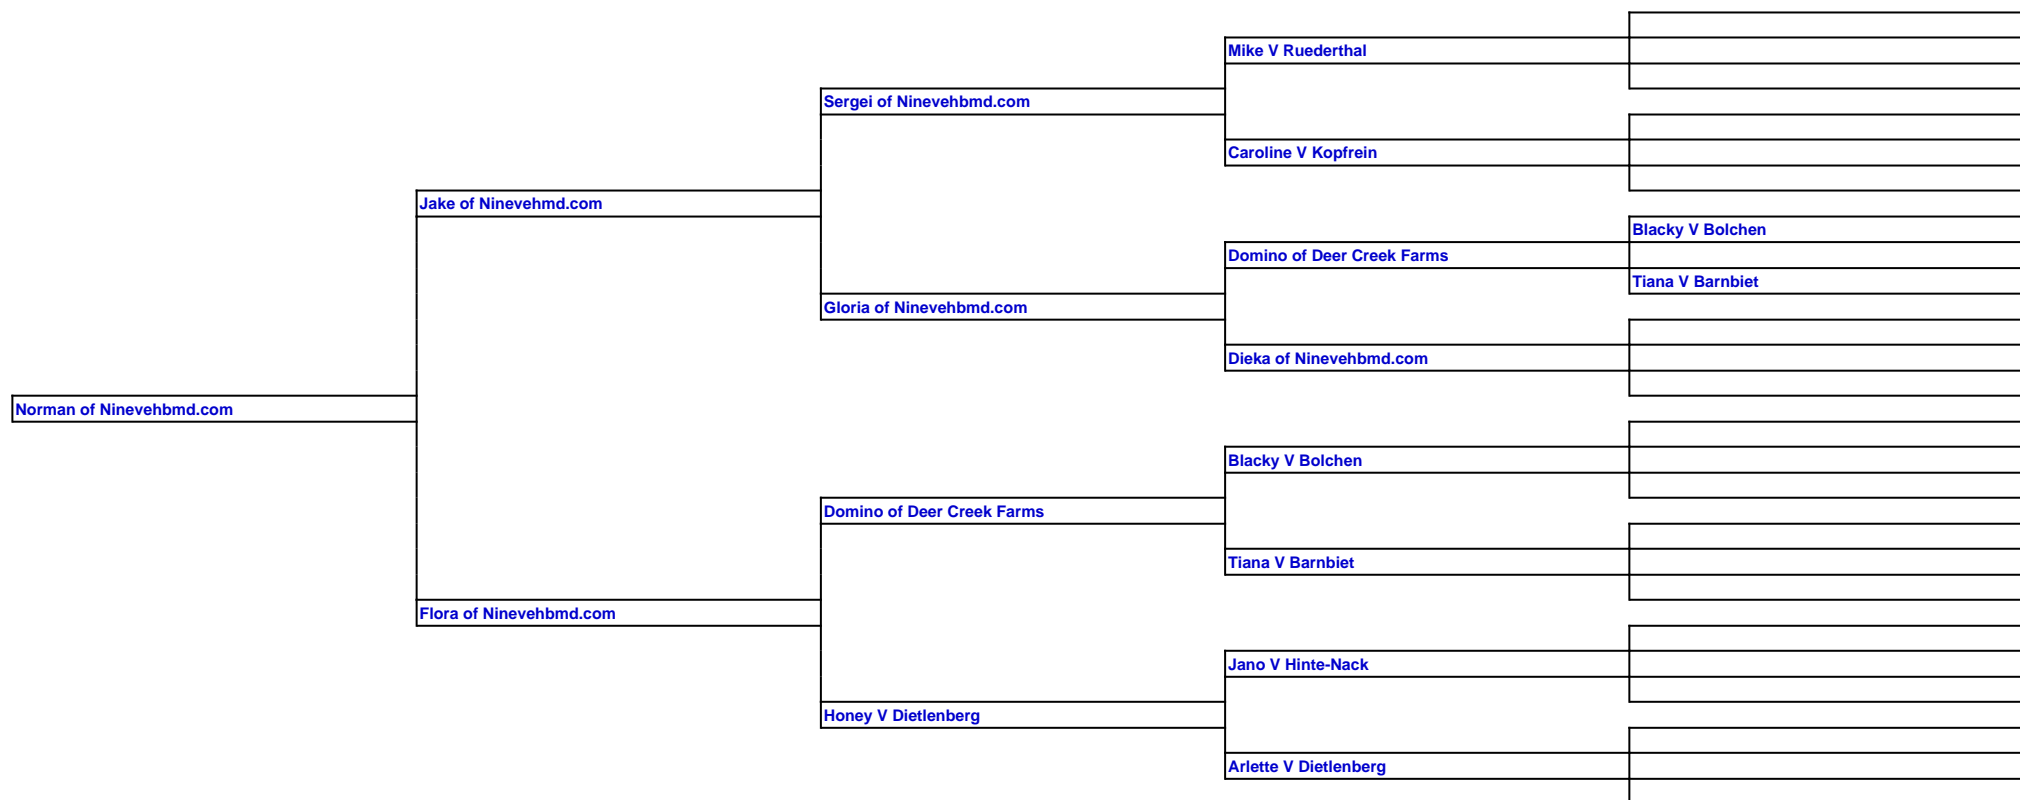 Mike V Ruederthal
Sergei of Ninevehbmd.com
Caroline V Kopfrein
Jake of Ninevehmd.com
Blacky V Bolchen
Domino of Deer Creek Farms
Tiana V Barnbiet
Gloria of Ninevehbmd.com
Dieka of Ninevehbmd.com
Norman of Ninevehbmd.com
Blacky V Bolchen
Domino of Deer Creek Farms
Tiana V Barnbiet
Flora of Ninevehbmd.com
Jano V Hinte-Nack
Honey V Dietlenberg
Arlette V Dietlenberg